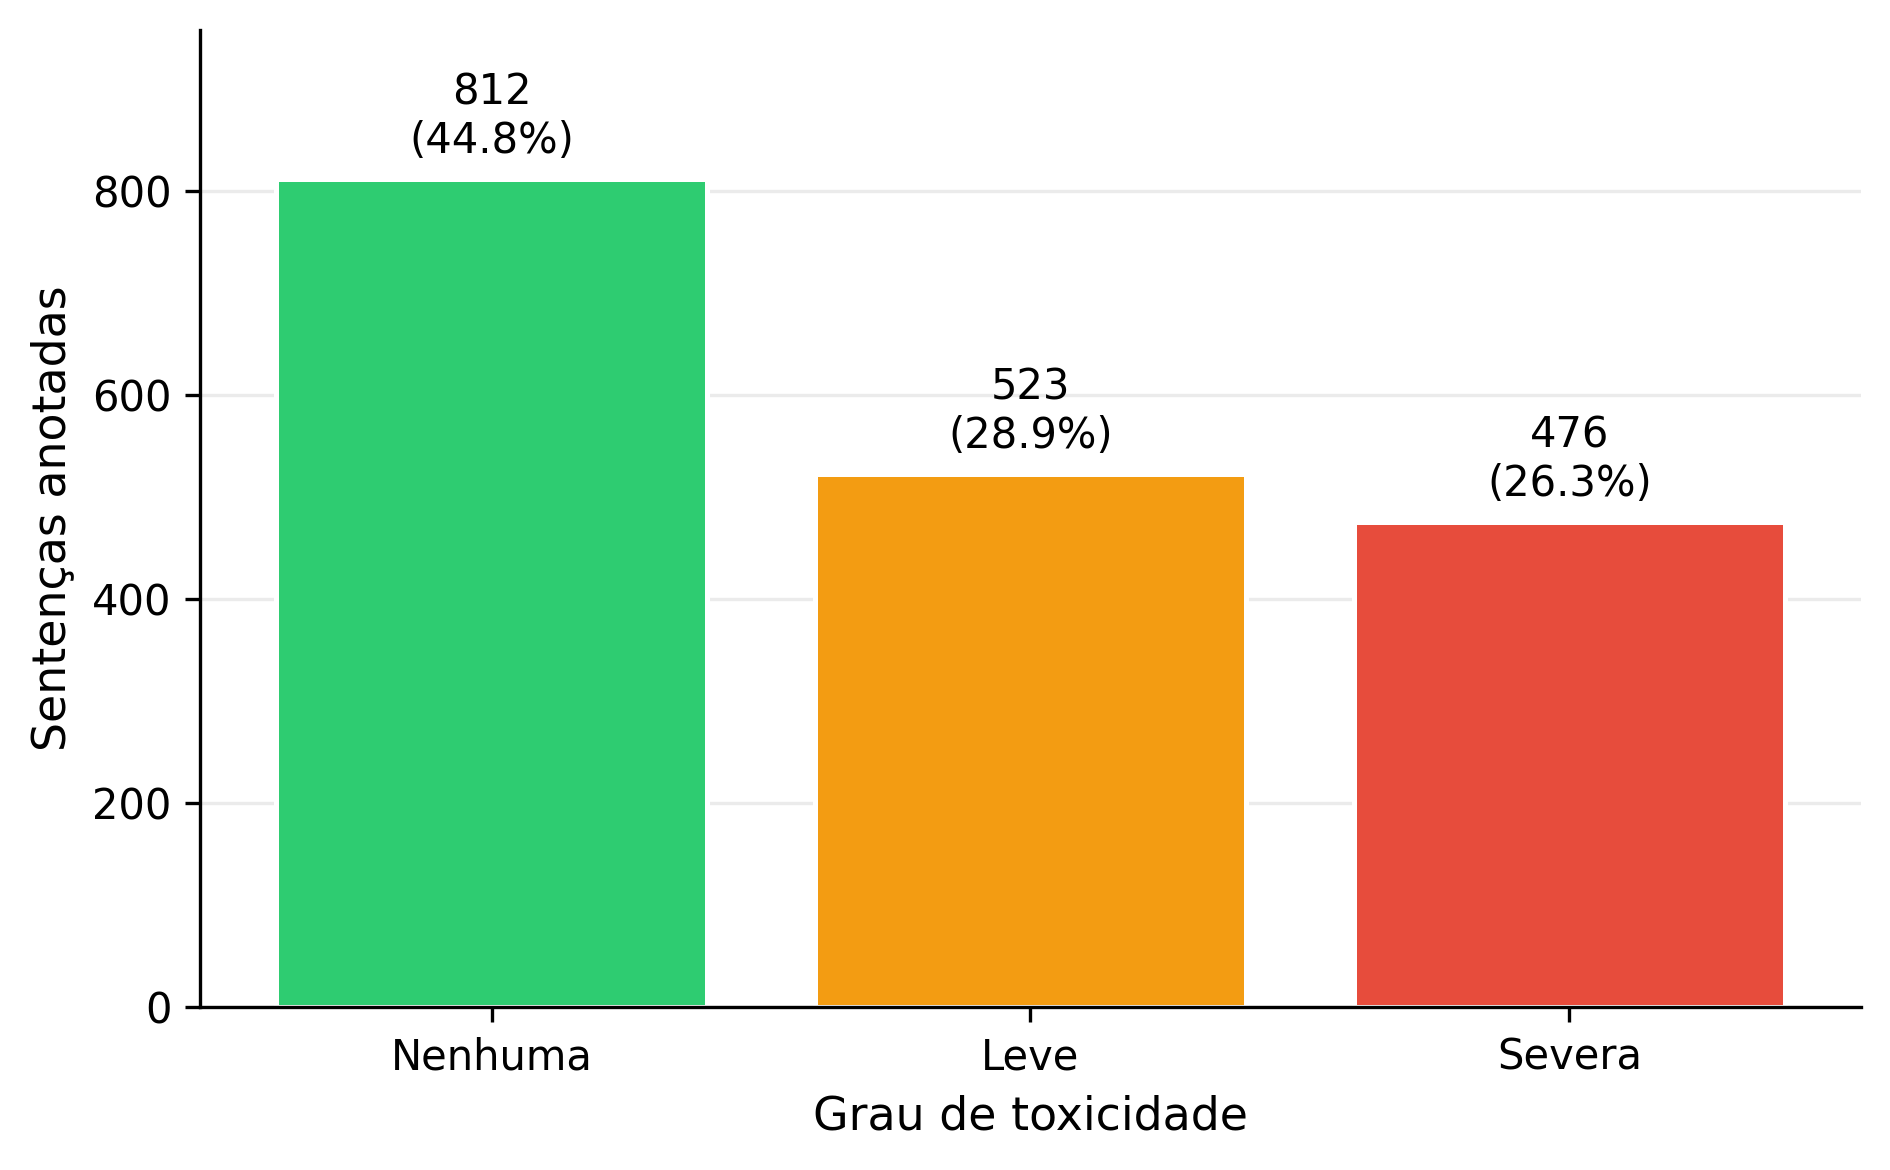 812
(44.8%)
523
(28.9%)
476
(26.3%)
800
600
400
200
0
Sentenças anotadas
Nenhuma
Leve
Severa
Grau de toxicidade